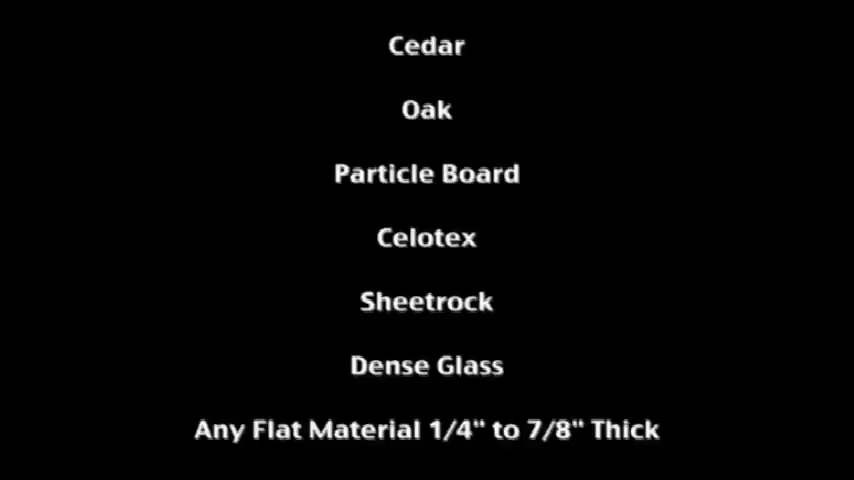 Cedar
Oak
Particle Board
Celotex
Sheetrock
Dense Glass
Any Flat Material 1/4" to 7/8" Thick